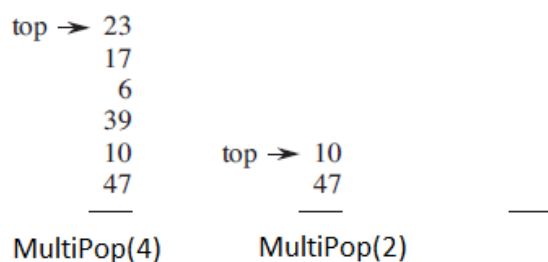 top → 23
17
6
39
10 top → 10
47 47
MultiPop(4) MultiPop(2)